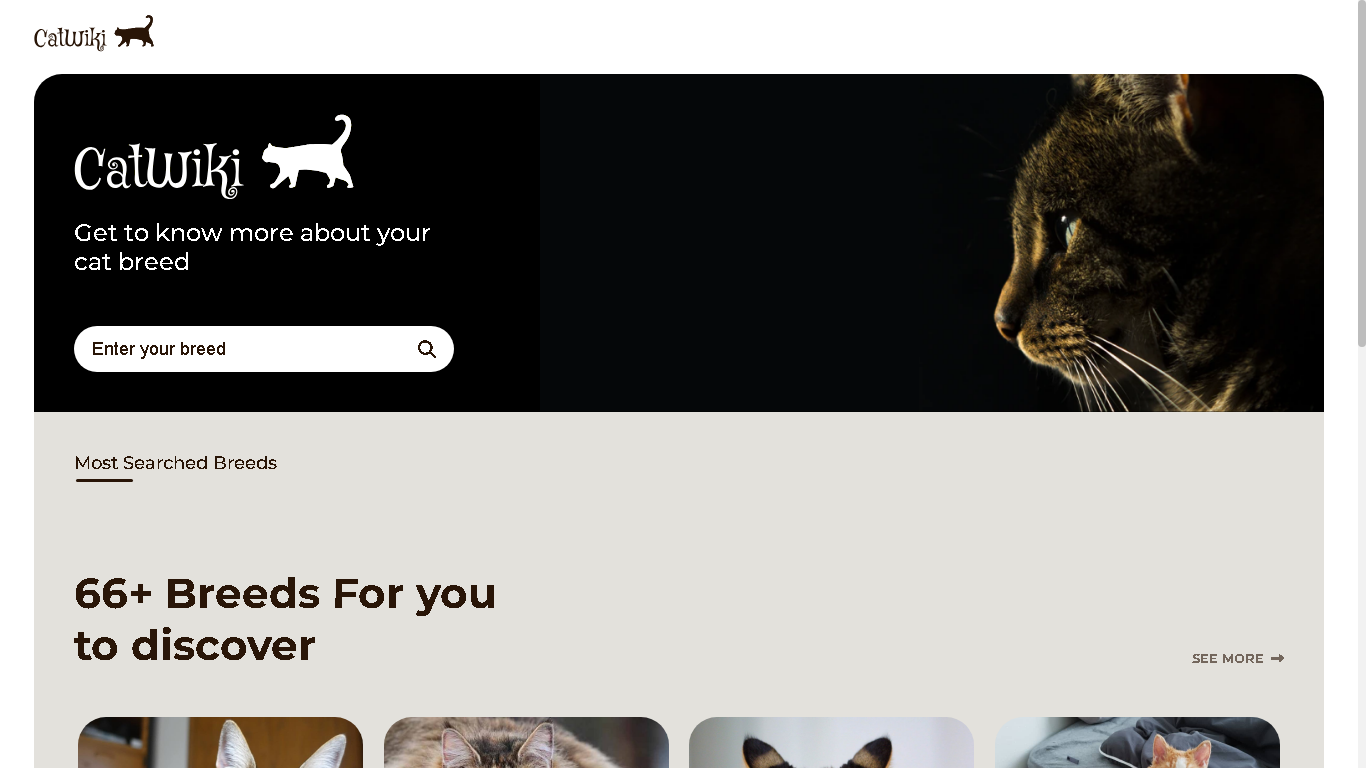 CatWiki
CatWiki
Get to know more about your
cat breed
Enter your breed
Most Searched Breeds
66+ Breeds For you
to discover
SEE MORE